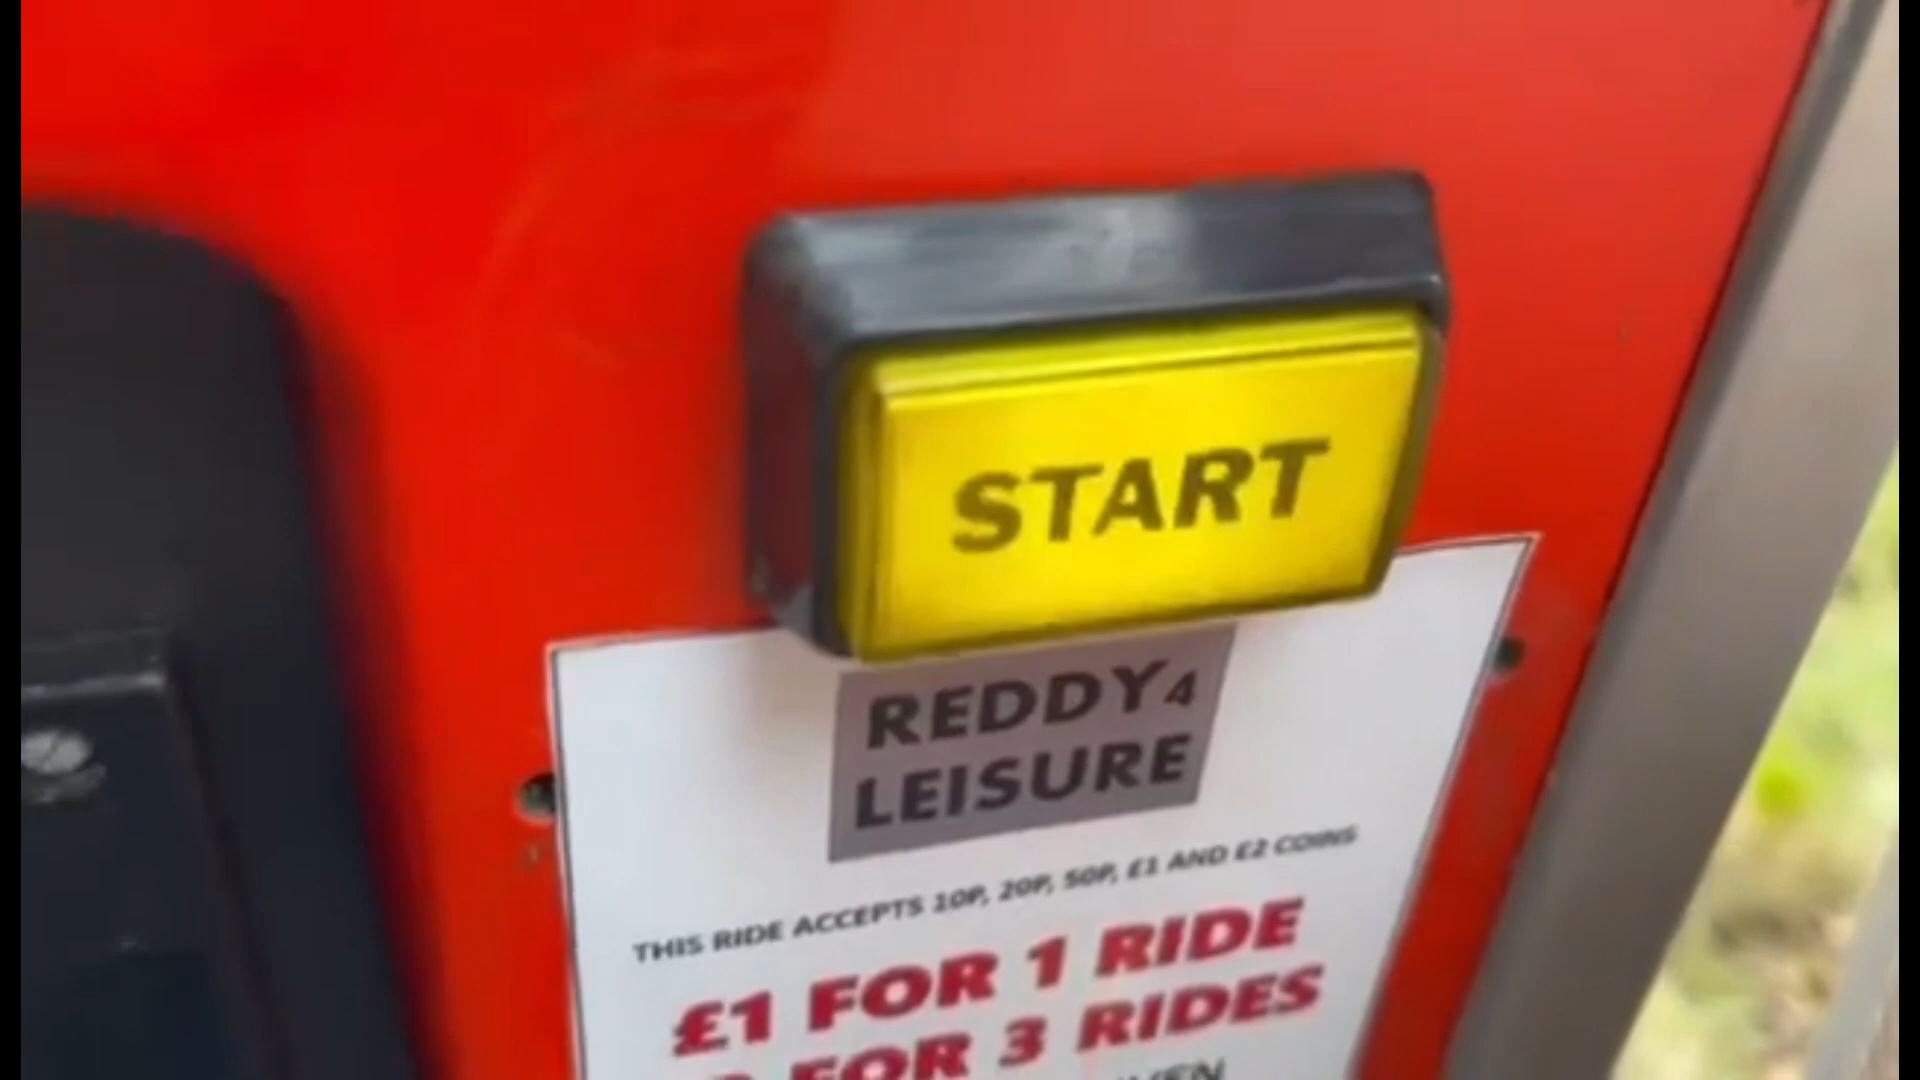 START
REDDY4
LEISURE
THIS RIDE ACCEPTS 10P, 20P, 50P, £1 AND £2 COINS
£1 FOR 1 RIDE
FOR 3 RIDES